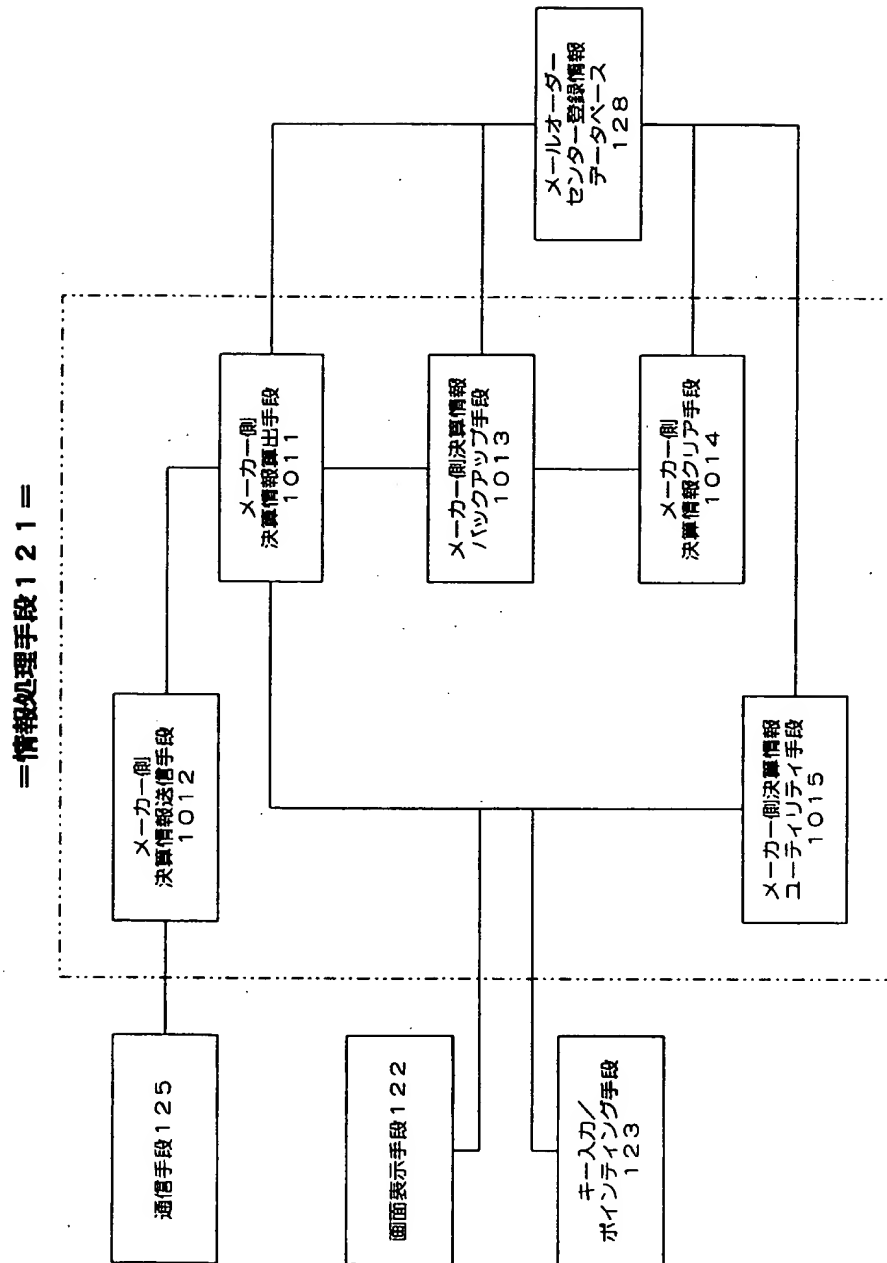 =情報処理手段121=
通信手段125
メーカー側
決算情報送信手段
1012
メーカー側
決算情報算出手段
1011
画面表示手段122
メーカー側決算情報
バックアップ手段
1013
メールオーダー
センター登録情報
データベース
128
キー入力／
ポインティング手段
123
メーカー側
決算情報クリア手段
1014
メーカー側決算情報
ユーティリティ手段
1015